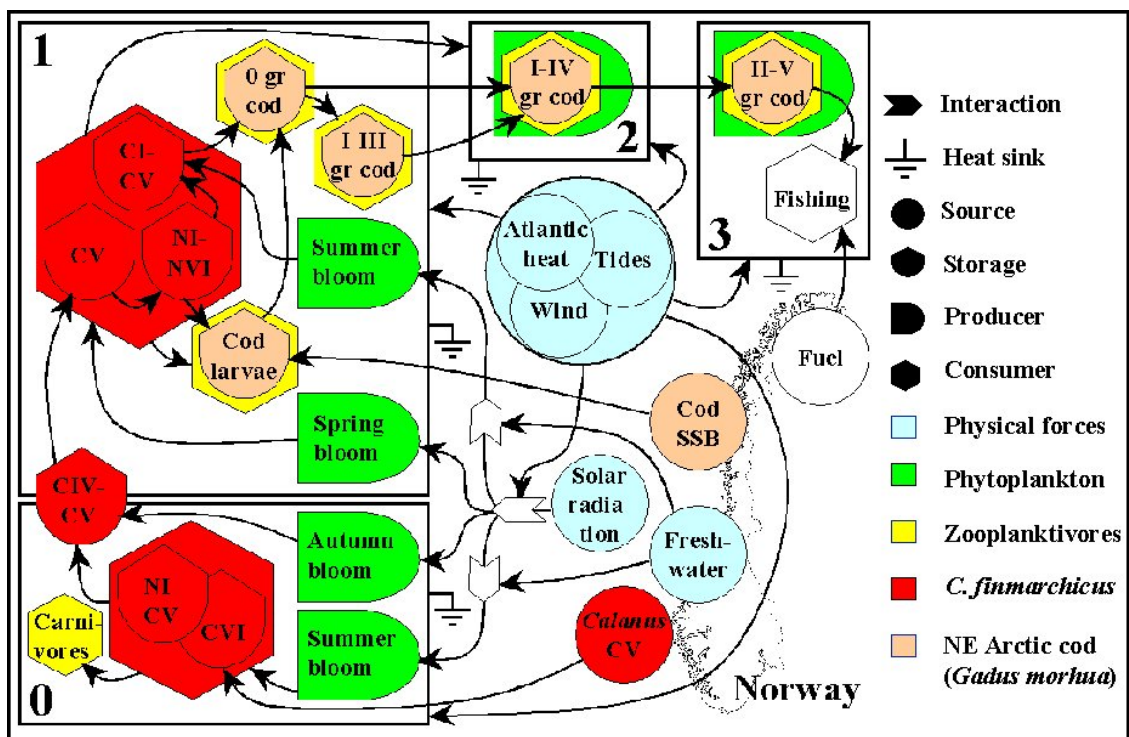 1
0 gr
cod
I III
gr cod
CI-
CV
CV
NI-
NVI
Summer
bloom
Cod
larvae
Spring
bloom
I-IV
gr cod
2
II-V
gr cod
Fishing
3
Atlantic
heat
Tides
Wind
Fuel
Cod
SSB
Solar
radia
tion
Fresh-
water
Calanus
CV
Norway
CIV-
CV
Autumn
bloom
NI
CV
CVI
Carni-
vores
Summer
bloom
0
Interaction
Heat sink
Source
Storage
Producer
Consumer
Physical forces
Phytoplankton
Zooplanktivores
C. finmarchicus
NE Arctic cod
(Gadus morhua)